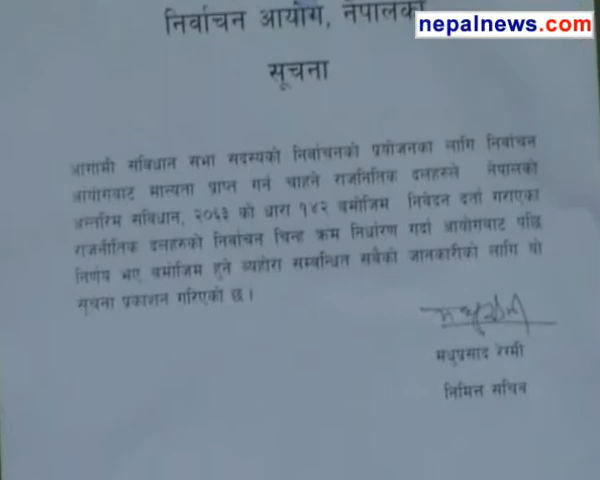 nepalnews.com
निर्वाचन आयोग, नेपालको
सूचना
आगामी संविधान सभा सदस्यको निर्वाचनको प्रयोजनका लागि निर्वाचन
आयोगबाट मान्यता प्राप्त गर्न चाहने राजनितिक दलहरुले नेपालको
अन्तरिम संविधान, २०६३ को धारा १४२ बमोजिम निवेदन दर्ता गराएका
राजनीतिक दलहरुको निर्वाचन चिन्ह क्रम निर्धारण गर्दा आयोगबाट पछि
निर्णय भए बमोजिम हुने व्यहोरा सम्बन्धित सबैको जानकारीको लागि यो
सूचना प्रकाशन गरिएको छ ।
मधुप्रसाद रेग्मी
निमित्त सचिव